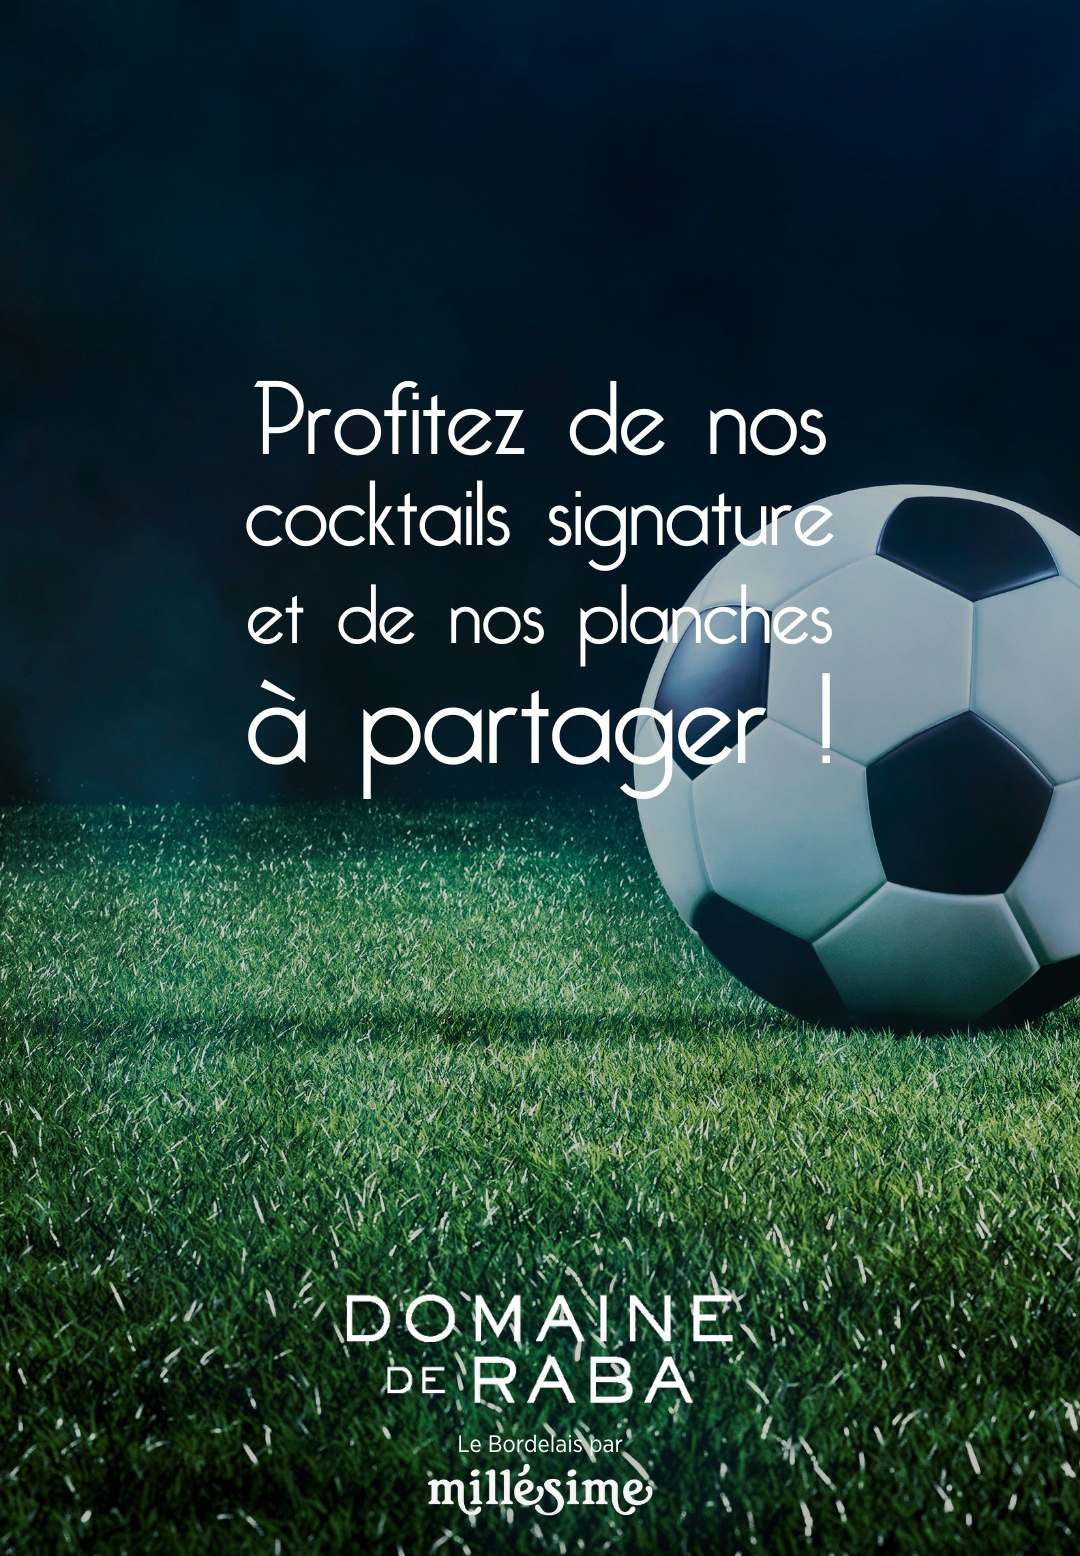 Profitez de nos
cocktails signature
et de nos planches
à partager !
DOMAINE
DE RABA
Le Bordelais par
millésime